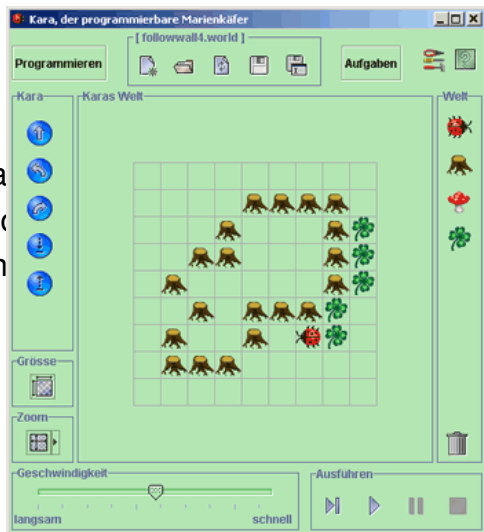 Kara, der programmierbare Marienkäfer
[ followwall4.world ]
Programmieren
Aufgaben
Kara
Karas Welt
Welt
Grösse
Zoom
Geschwindigkeit
langsam
schnell
Ausführen